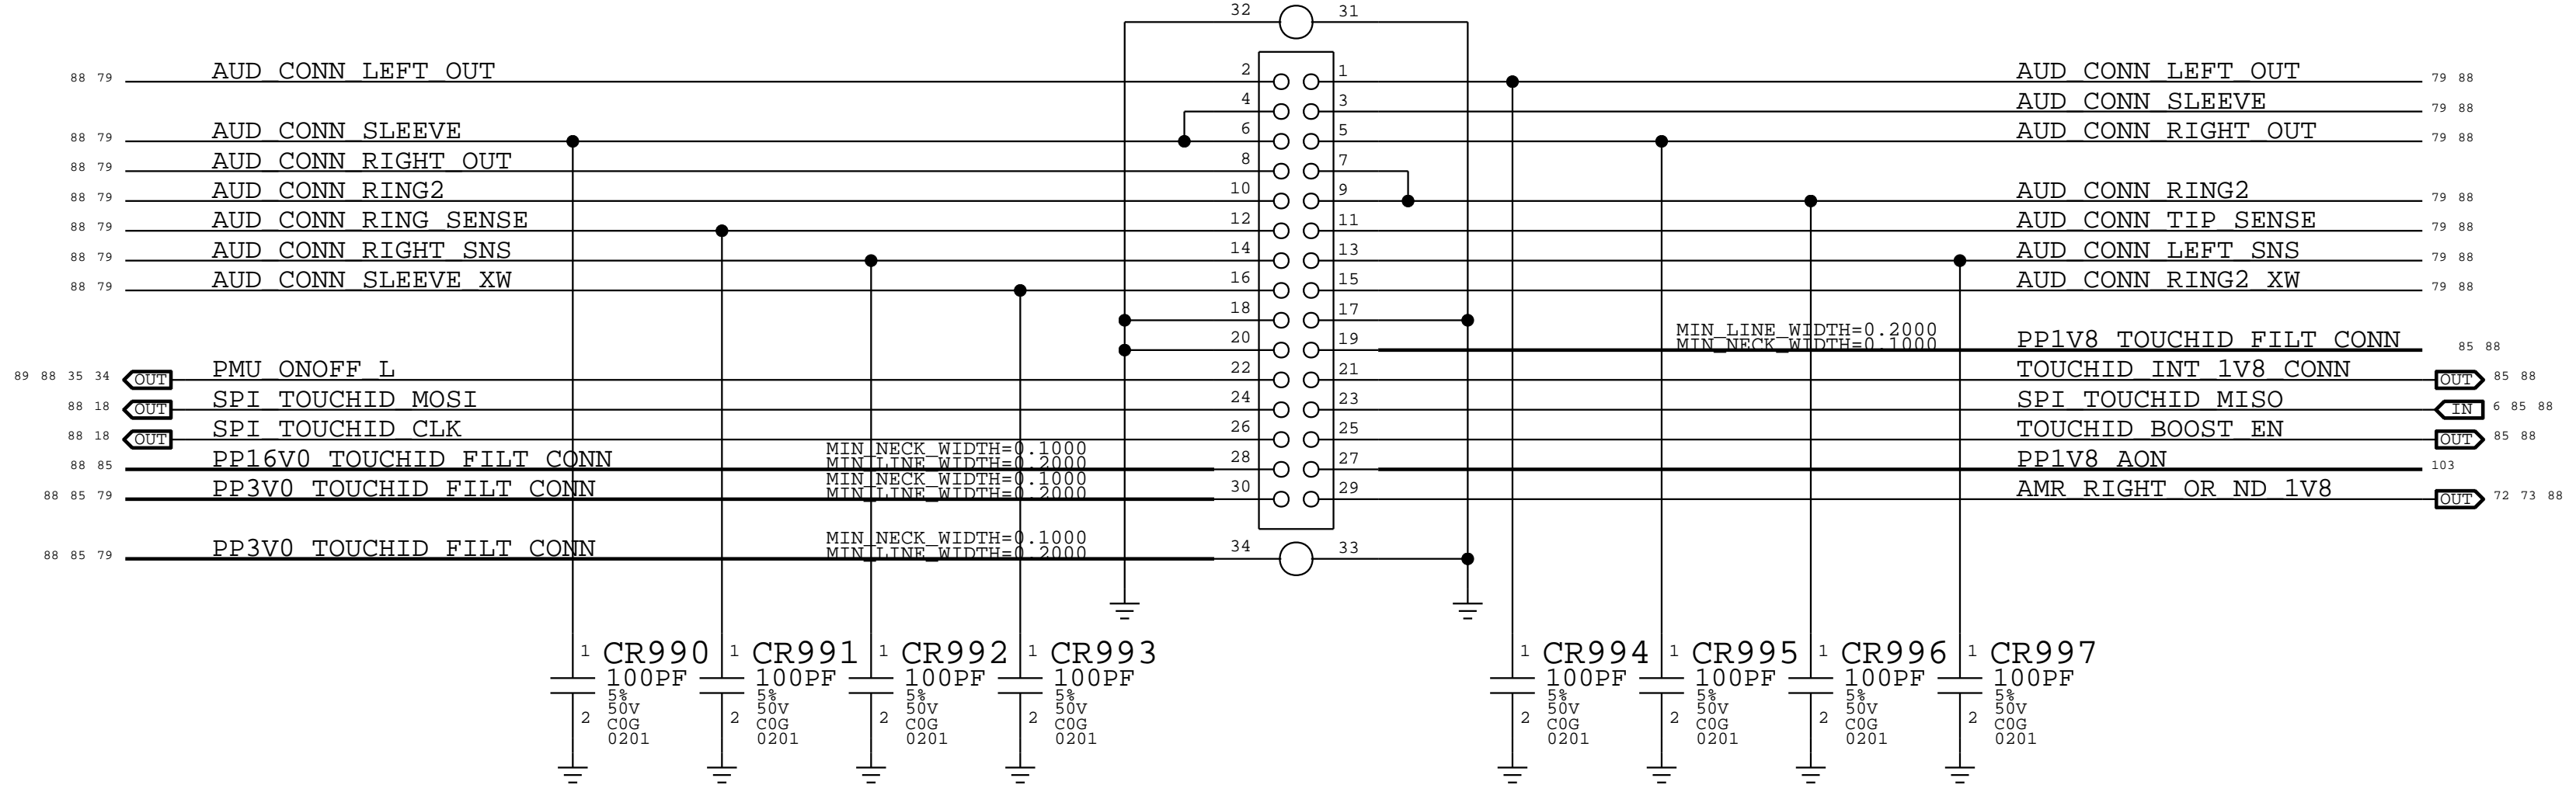 32 31
88 79 AUD_CONN_LEFT_OUT 2 1 AUD_CONN_LEFT_OUT 79 88
4 3 AUD_CONN_SLEEVE 79 88
88 79 AUD_CONN_SLEEVE 6 5 AUD_CONN_RIGHT_OUT 79 88
88 79 AUD_CONN_RIGHT_OUT 8 7
88 79 AUD_CONN_RING2 10 9 AUD_CONN_RING2 79 88
88 79 AUD_CONN_RING_SENSE 12 11 AUD_CONN_TIP_SENSE 79 88
88 79 AUD_CONN_RIGHT_SNS 14 13 AUD_CONN_LEFT_SNS 79 88
88 79 AUD_CONN_SLEEVE_XW 16 15 AUD_CONN_RING2_XW 79 88
18 17
MIN_LINE_WIDTH=0.2000
20 19 MIN_NECK_WIDTH=0.1000 PP1V8_TOUCHID_FILT_CONN 85 88
89 88 35 34 OUT PMU_ONOFF_L 22 21 TOUCHID_INT_1V8_CONN OUT 85 88
88 18 OUT SPI_TOUCHID_MOSI 24 23 SPI_TOUCHID_MISO IN 6 85 88
88 18 OUT SPI_TOUCHID_CLK 26 25 TOUCHID_BOOST_EN OUT 85 88
MIN_NECK_WIDTH=0.1000
88 85 PP16V0_TOUCHID_FILT_CONN MIN_LINE_WIDTH=0.2000 28 27 PP1V8_AON 103
MIN_NECK_WIDTH=0.1000
88 85 79 PP3V0_TOUCHID_FILT_CONN MIN_LINE_WIDTH=0.2000 30 29 AMR_RIGHT_OR_ND_1V8 OUT 72 73 88
MIN_NECK_WIDTH=0.1000
88 85 79 PP3V0_TOUCHID_FILT_CONN MIN_LINE_WIDTH=0.2000 34 33
1 CR990 1 CR991 1 CR992 1 CR993 1 CR994 1 CR995 1 CR996 1 CR997
100PF 100PF 100PF 100PF 100PF 100PF 100PF 100PF
5% 5% 5% 5% 5% 5% 5% 5%
2 50V 2 50V 2 50V 2 50V 2 50V 2 50V 2 50V 2 50V
C0G C0G C0G C0G C0G C0G C0G C0G
0201 0201 0201 0201 0201 0201 0201 0201